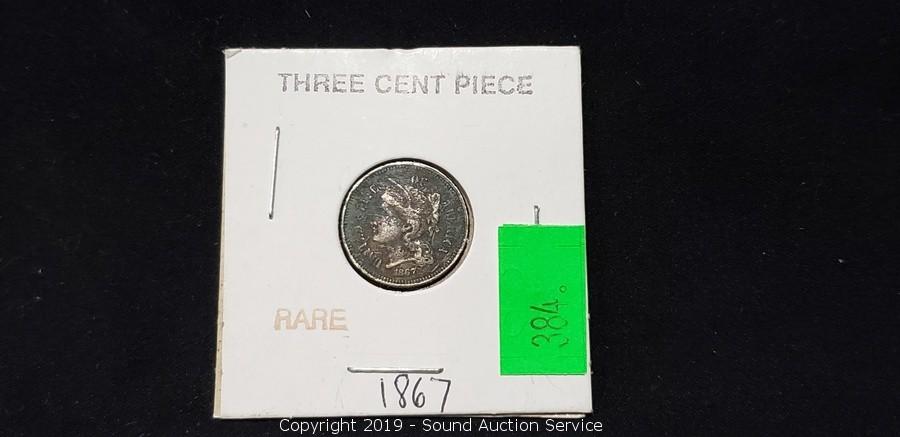 THREE CENT PIECE
UNITED STATES OF AMERICA
1867
RARE
384.
1867
Copyright 2019 - Sound Auction Service